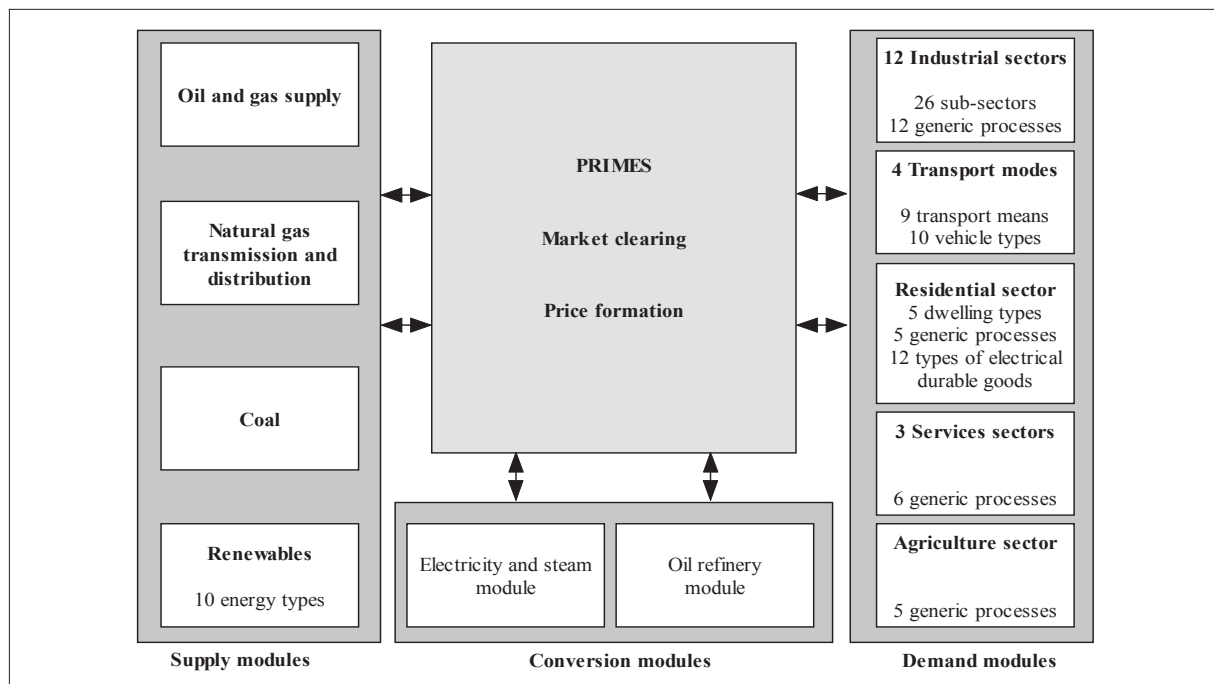 Oil and gas supply
Natural gas
transmission and
distribution
Coal
Renewables
10 energy types
Supply modules
PRIMES
Market clearing
Price formation
Electricity and steam
module
Oil refinery
module
Conversion modules
12 Industrial sectors
26 sub-sectors
12 generic processes
4 Transport modes
9 transport means
10 vehicle types
Residential sector
5 dwelling types
5 generic processes
12 types of electrical
durable goods
3 Services sectors
6 generic processes
Agriculture sector
5 generic processes
Demand modules